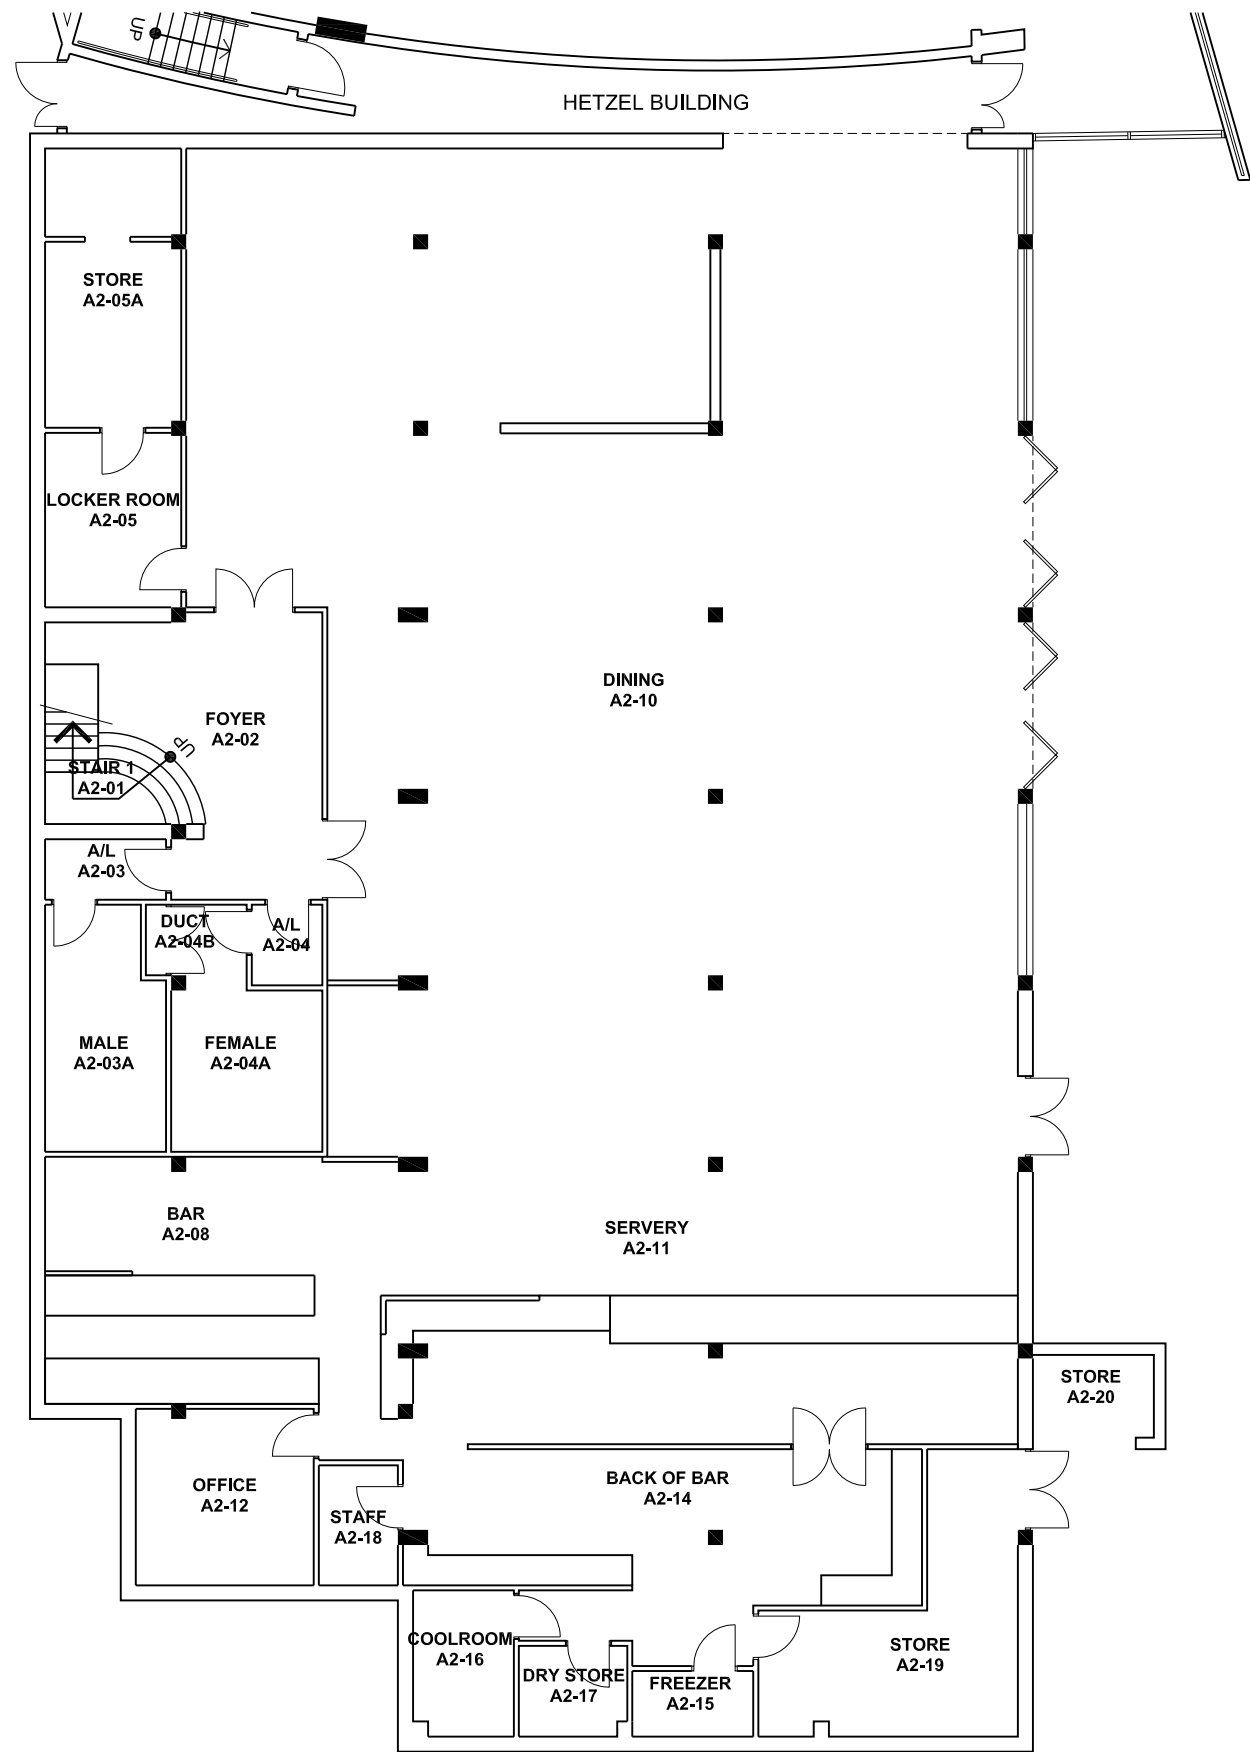 UP
HETZEL BUILDING
STORE
A2-05A
LOCKER ROOM
A2-05
DINING
A2-10
FOYER
A2-02
UP
STAIR 1
A2-01
A/L
A2-03
DUCT
A2-04B
A/L
A2-04
MALE
A2-03A
FEMALE
A2-04A
BAR
A2-08
SERVERY
A2-11
STORE
A2-20
OFFICE
A2-12
BACK OF BAR
A2-14
STAFF
A2-18
COOLROOM
A2-16
STORE
A2-19
DRY STORE
A2-17
FREEZER
A2-15